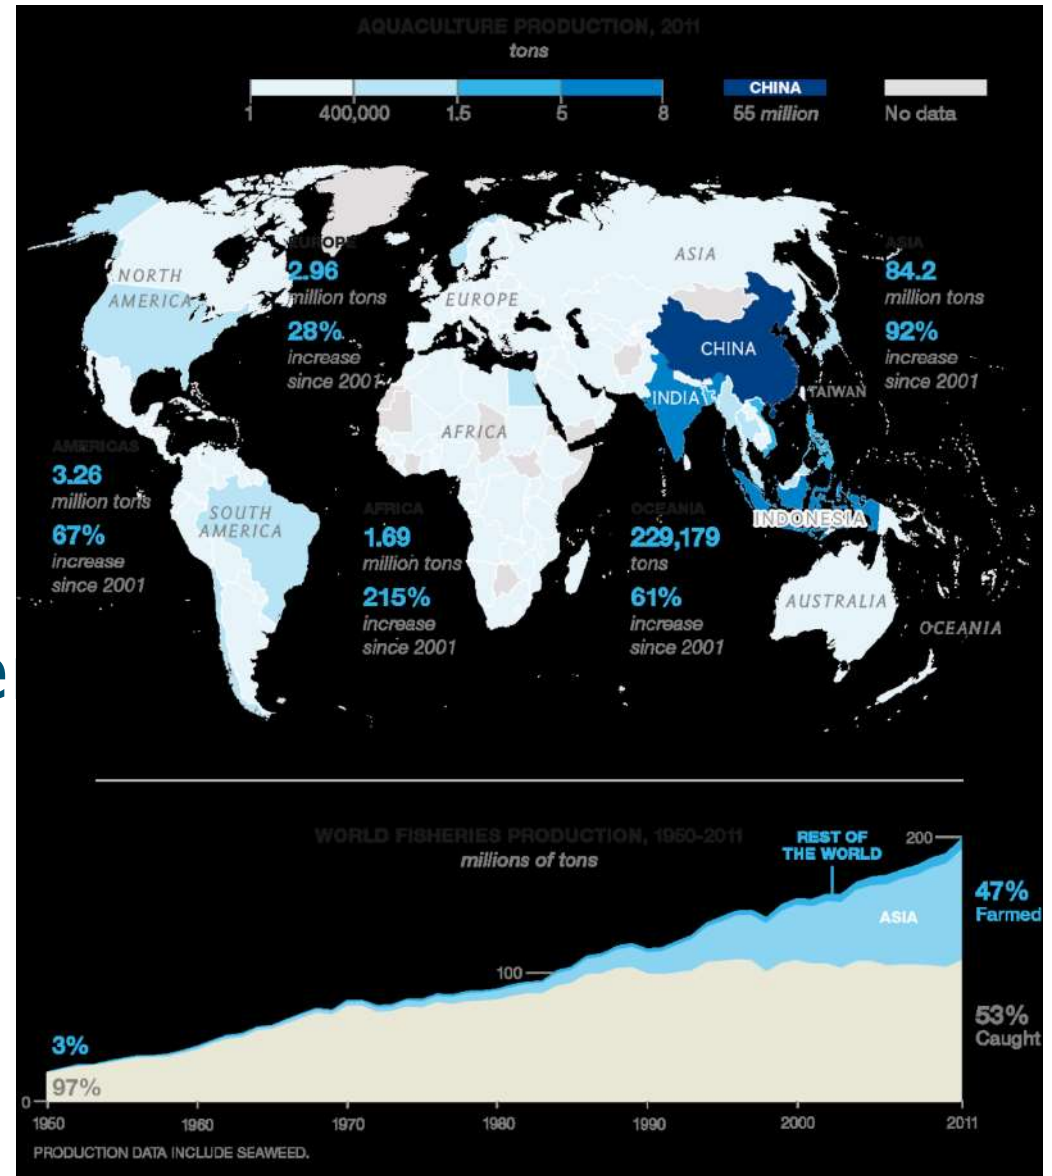 AQUACULTURE PRODUCTION, 2011
tons
1 400,000 1.5 5 8
CHINA
55 million
No data
EUROPE
2.96
million tons
28%
increase
since 2001
ASIA
84.2
million tons
92%
increase
since 2001
NORTH
AMERICA
EUROPE
ASIA
CHINA
INDIA
TAIWAN
AFRICA
SOUTH
AMERICA
INDONESIA
AUSTRALIA
OCEANIA
AMERICAS
3.26
million tons
67%
increase
since 2001
AFRICA
1.69
million tons
215%
increase
since 2001
OCEANIA
229,179
tons
61%
increase
since 2001
e
WORLD FISHERIES PRODUCTION, 1950-2011
millions of tons
REST OF
THE WORLD
200
47%
Farmed
ASIA
100
53%
Caught
3%
97%
0
1950 1960 1970 1980 1990 2000 2011
PRODUCTION DATA INCLUDE SEAWEED.